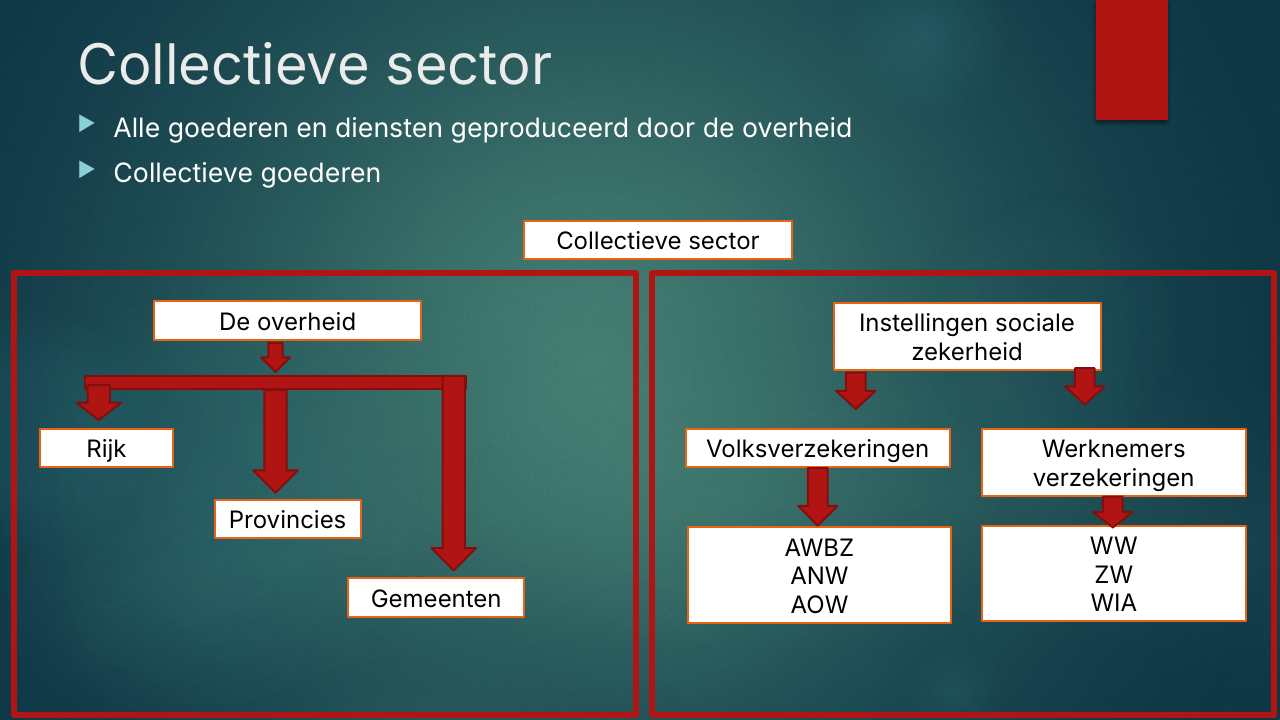 Collectieve sector
Alle goederen en diensten geproduceerd door de overheid
Collectieve goederen
Collectieve sector
De overheid
Rijk
Provincies
Gemeenten
Instellingen sociale
zekerheid
Volksverzekeringen
AWBZ
ANW
AOW
Werknemers
verzekeringen
WW
ZW
WIA